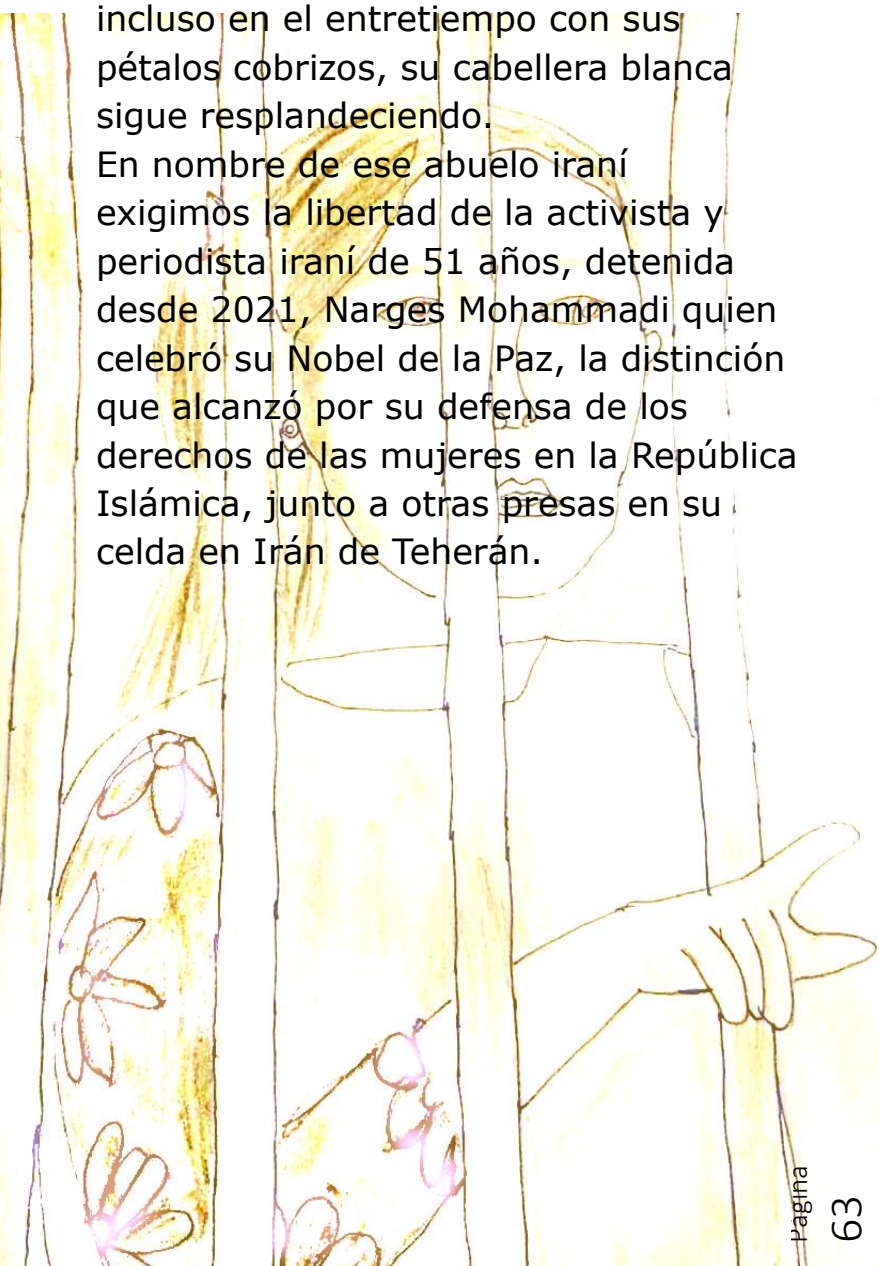 incluso en el entretiempo con sus
pétalos cobrizos, su cabellera blanca
sigue resplandeciendo.
En nombre de ese abuelo iraní
exigimos la libertad de la activista y
periodista iraní de 51 años, detenida
desde 2021, Narges Mohammadi quien
celebró su Nobel de la Paz, la distinción
que alcanzó por su defensa de los
derechos de las mujeres en la República
Islámica, junto a otras presas en su
celda en Irán de Teherán.
Página
63